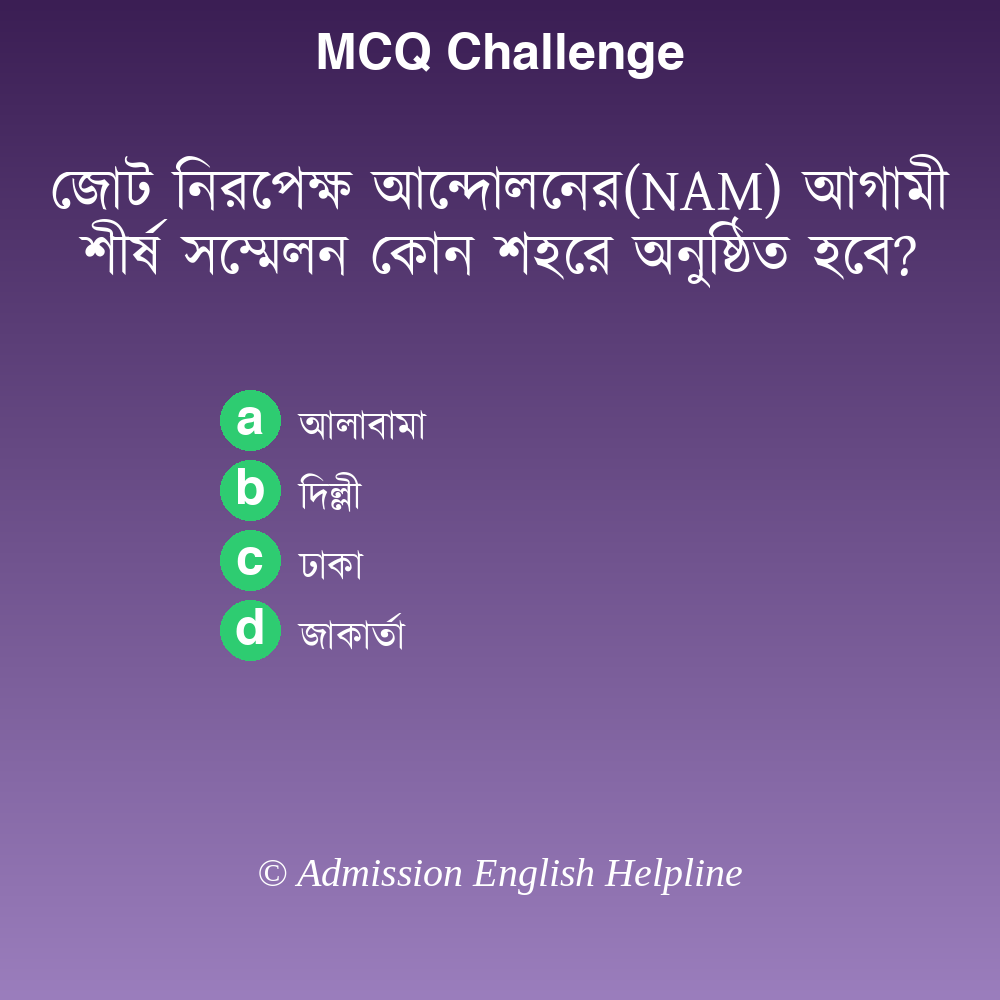 MCQ Challenge
জোট নিরপেক্ষ আন্দোলনের(NAM) আগামী
শীর্ষ সম্মেলন কোন শহরে অনুষ্ঠিত হবে?
a আলাবামা
b দিল্লী
c ঢাকা
d জাকার্তা
© Admission English Helpline